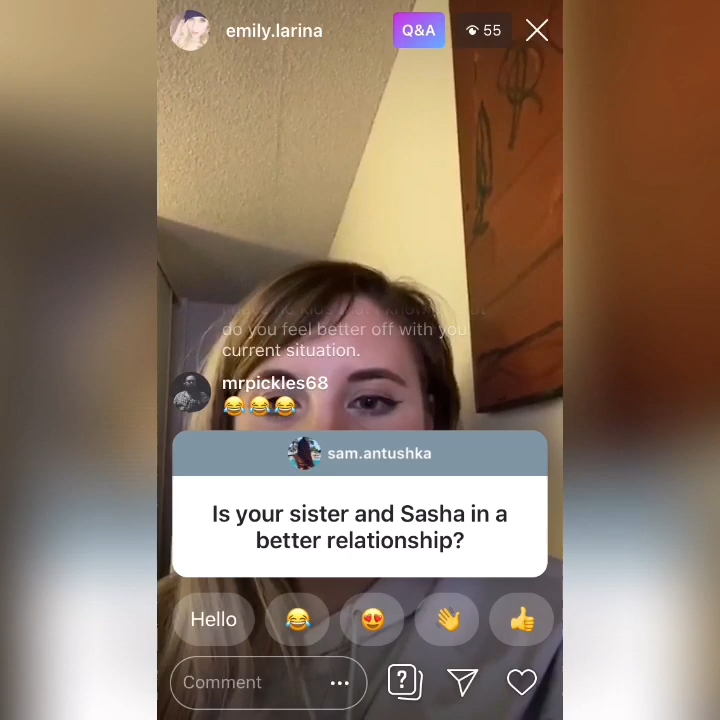 emily.larina
Q&A
55
do you feel better off with you
current situation.
mrpickles68
😂😂😂
sam.antushka
Is your sister and Sasha in a
better relationship?
Hello
Comment